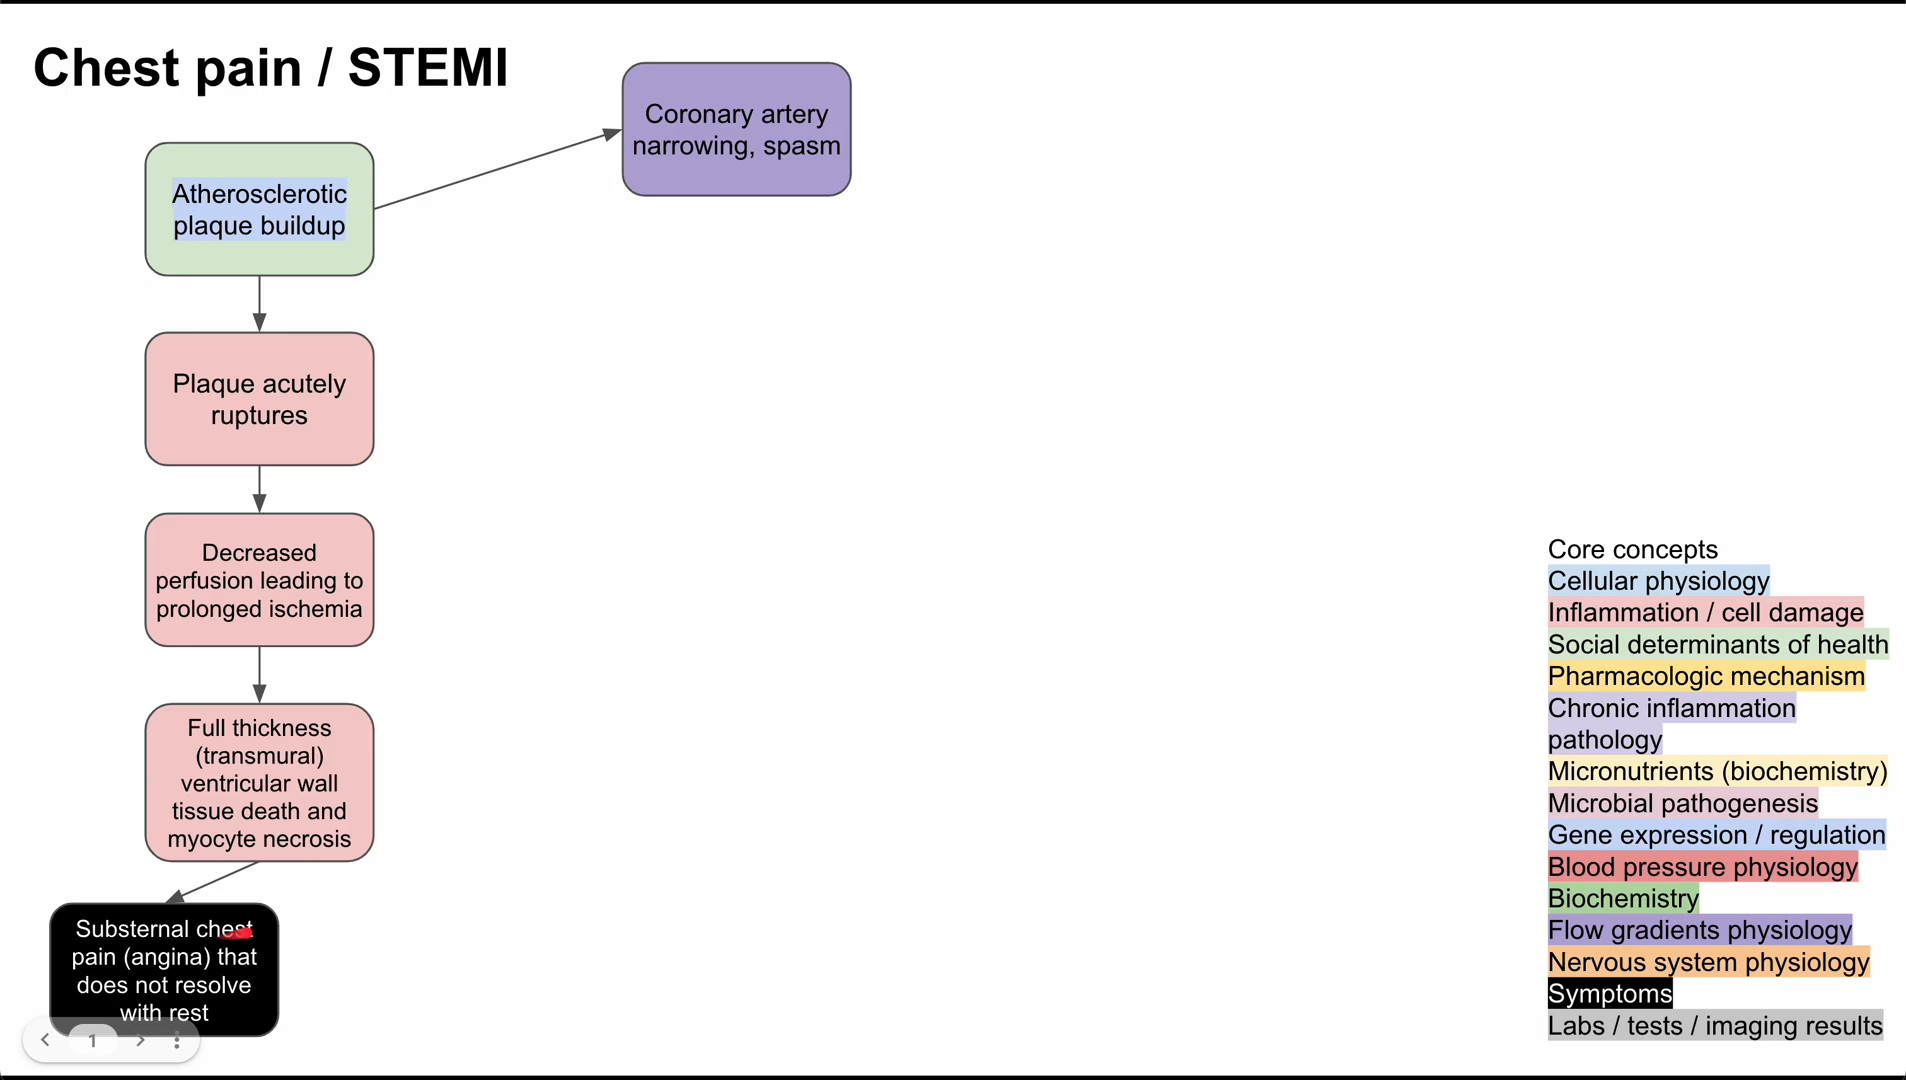 Chest pain / STEMI
Coronary artery
narrowing, spasm
Atherosclerotic
plaque buildup
Plaque acutely
ruptures
Decreased
perfusion leading to
prolonged ischemia
Full thickness
(transmural)
ventricular wall
tissue death and
myocyte necrosis
Substernal chest
pain (angina) that
does not resolve
with rest
1
Core concepts
Cellular physiology
Inflammation / cell damage
Social determinants of health
Pharmacologic mechanism
Chronic inflammation
pathology
Micronutrients (biochemistry)
Microbial pathogenesis
Gene expression / regulation
Blood pressure physiology
Biochemistry
Flow gradients physiology
Nervous system physiology
Symptoms
Labs / tests / imaging results